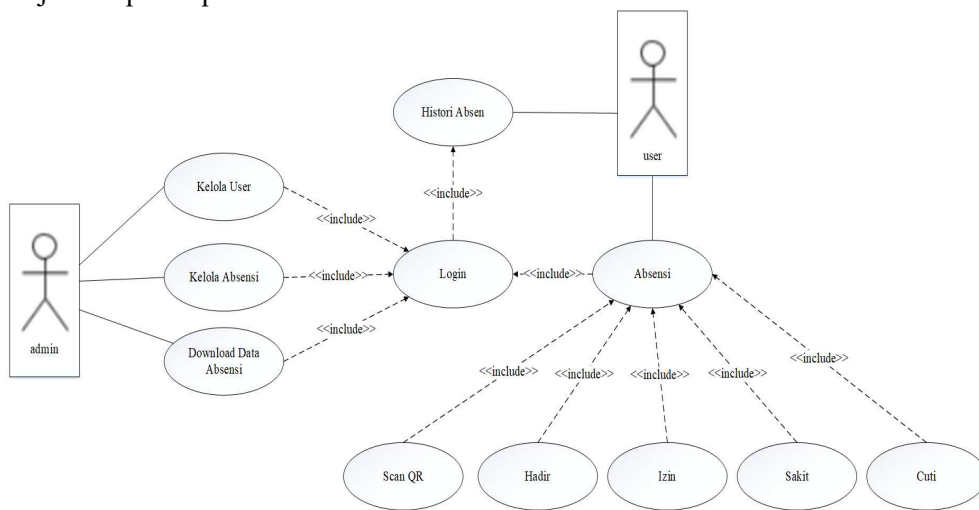 Histori Absen
user
Kelola User
<<include>>
<<include>>
<<include>>
Kelola Absensi
<<include>>
Login
<<include>>
Absensi
<<include>>
admin
Download Data
Absensi
<<include>>
<<include>>
<<include>>
<<include>>
<<include>>
Scan QR
Hadir
Izin
Sakit
Cuti